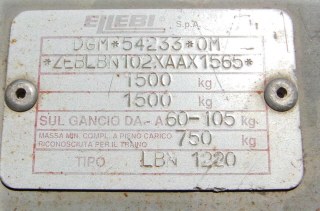 ELLEBI S.p.A.
DGM*54233*OM
*ZEBLBN102XAAX1565*
1500 kg
1500 kg
SUL GANCIO DA.-A 60-105 kg
MASSA MIN. COMPL. A PIENO CARICO
RICONOSCIUTA PER IL TRAINO 750 kg
TIPO LBN 1220